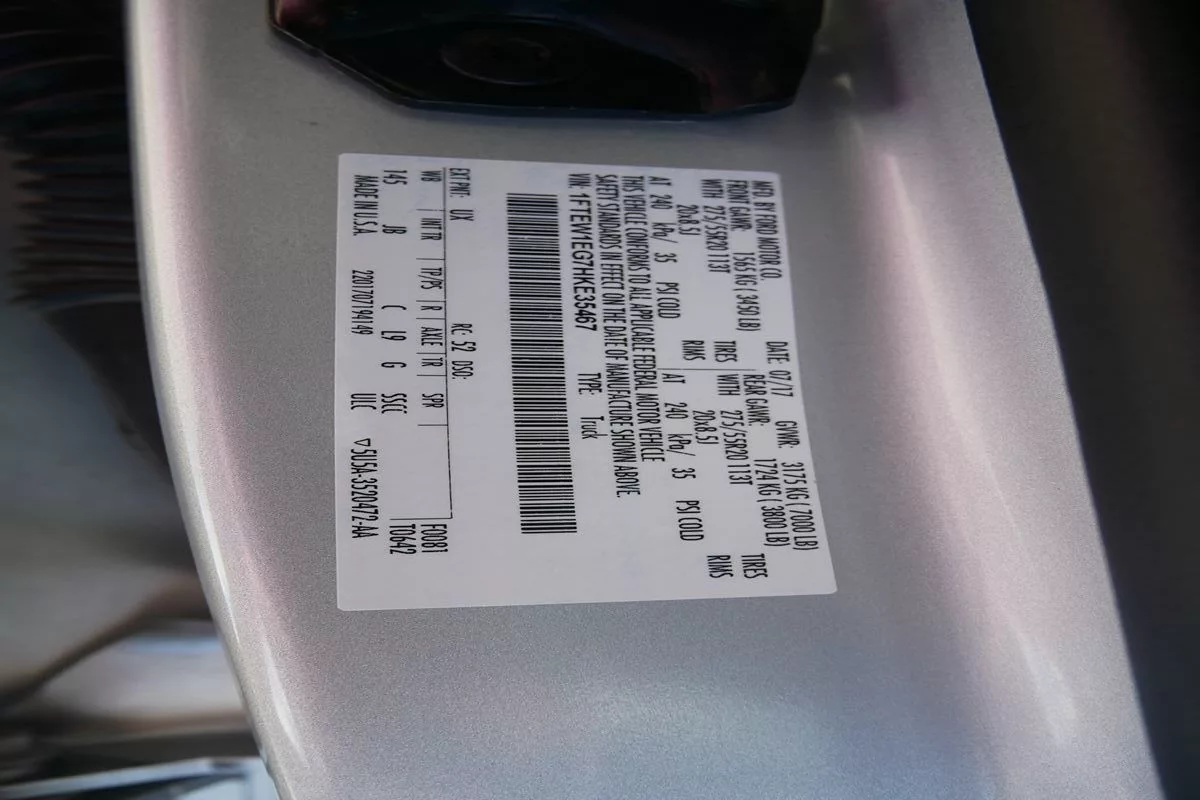 MFD. BY FORD MOTOR CO. DATE: 07/17 GVWR: 3175 KG ( 7000 LB)
FRONT GAWR: 1565 KG ( 3450 LB) REAR GAWR: 1724 KG ( 3800 LB)
WITH 275/55R20 113T TIRES WITH 275/55R20 113T TIRES
20x8.5J RIMS 20x8.5J RIMS
AT 240 kPa/ 35 PSI COLD AT 240 kPa/ 35 PSI COLD
THIS VEHICLE CONFORMS TO ALL APPLICABLE FEDERAL MOTOR VEHICLE
SAFETY STANDARDS IN EFFECT ON THE DATE OF MANUFACTURE SHOWN ABOVE.
VIN: 1FTEW1EG7HKE35467 TYPE: Truck
EXT PNT: UX RC: 52 DSO:
WB INT TR TP/PS R AXLE TR SPR F0081
145 JB C L9 G SSCC T0642
MADE IN U.S.A. 2201707194149 ULC ▽5U5A-3520472-AA